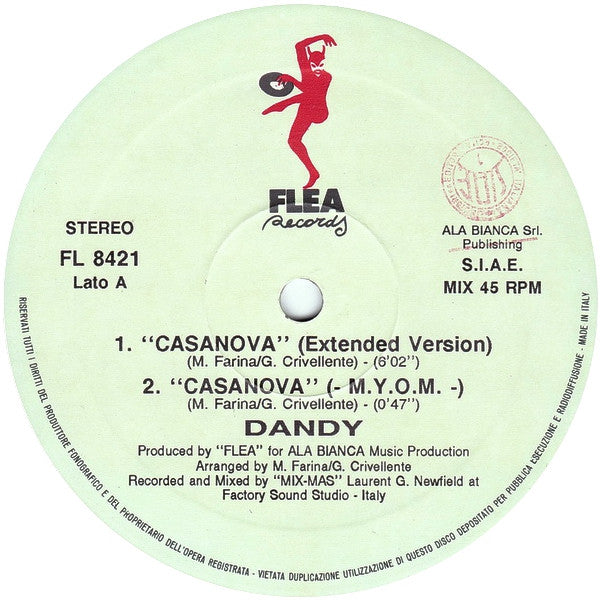 FLEA
Records
STEREO
FL 8421
Lato A
ALA BIANCA Srl.
Publishing
S.I.A.E.
MIX 45 RPM
1. "CASANOVA" (Extended Version)
(M. Farina/G. Crivellente) - (6'02")
2. "CASANOVA" (- M.Y.O.M. -)
(M. Farina/G. Crivellente) - (0'47")
DANDY
Produced by "FLEA" for ALA BIANCA Music Production
Arranged by M. Farina/G. Crivellente
Recorded and Mixed by "MIX-MAS" Laurent G. Newfield at
Factory Sound Studio - Italy
RISERVATI TUTTI I DIRITTI DEL PRODUTTORE FONOGRAFICO E DEL PROPRIETARIO DELL'OPERA REGISTRATA - VIETATA DUPLICAZIONE UTILIZZAZIONE DI QUESTO DISCO DEPOSITATO PER PUBBLICA ESECUZIONE E RADIODIFFUSIONE - MADE IN ITALY